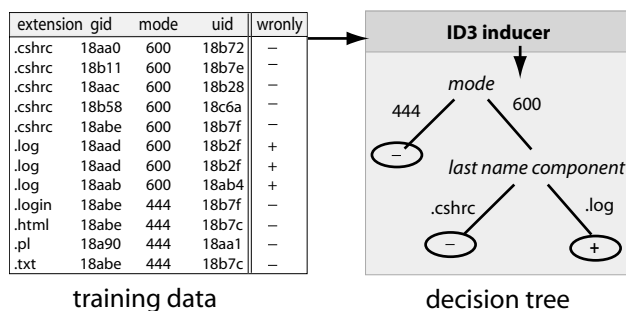 extension gid mode uid wronly
.cshrc 18aa0 600 18b72 −
.cshrc 18b11 600 18b7e −
.cshrc 18aac 600 18b28 −
.cshrc 18b58 600 18c6a −
.cshrc 18abe 600 18b7f −
.log 18aad 600 18b2f +
.log 18aad 600 18b2f +
.log 18aab 600 18ab4 +
.login 18abe 444 18b7f −
.html 18abe 444 18b7c −
.pl 18a90 444 18aa1 −
.txt 18abe 444 18b7c −
training data
ID3 inducer
mode
444 600
−
last name component
.cshrc .log
− +
decision tree